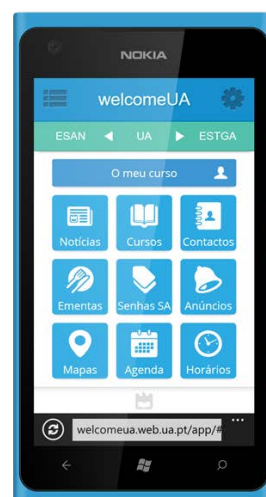 NOKIA
welcomeUA
ESAN UA ESTGA
O meu curso
Notícias Cursos Contactos
Ementas Senhas SA Anúncios
Mapas Agenda Horários
welcomeua.web.ua.pt/app/#